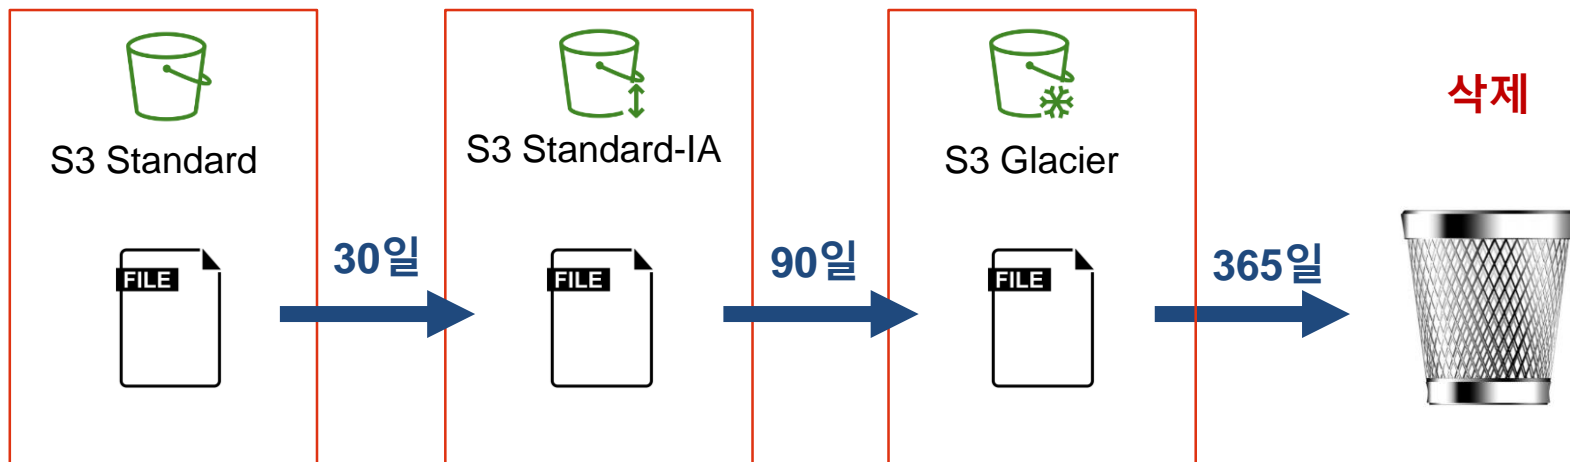 S3 Standard
S3 Standard-IA
S3 Glacier
삭제
FILE
30일
FILE
90일
FILE
365일